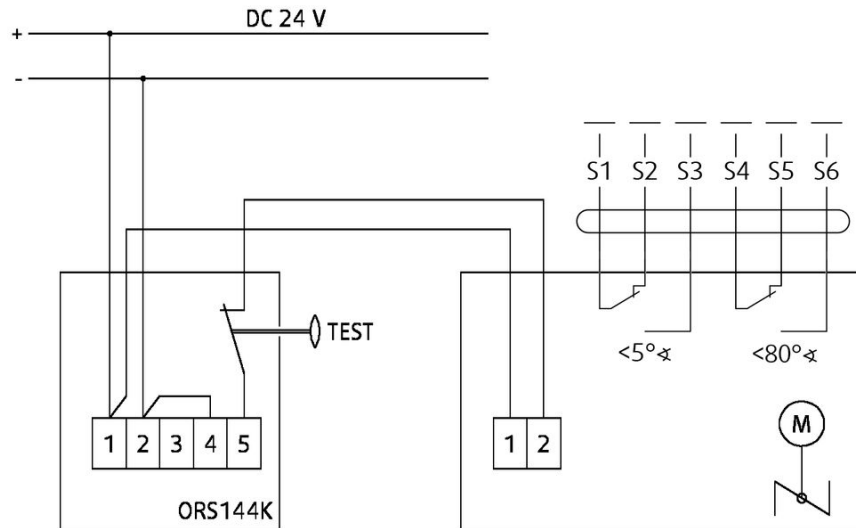 DC 24 V
+
-
S1 S2 S3 S4 S5 S6
TEST
<5°∢ <80°∢
1 2 3 4 5
1 2
M
ORS144K